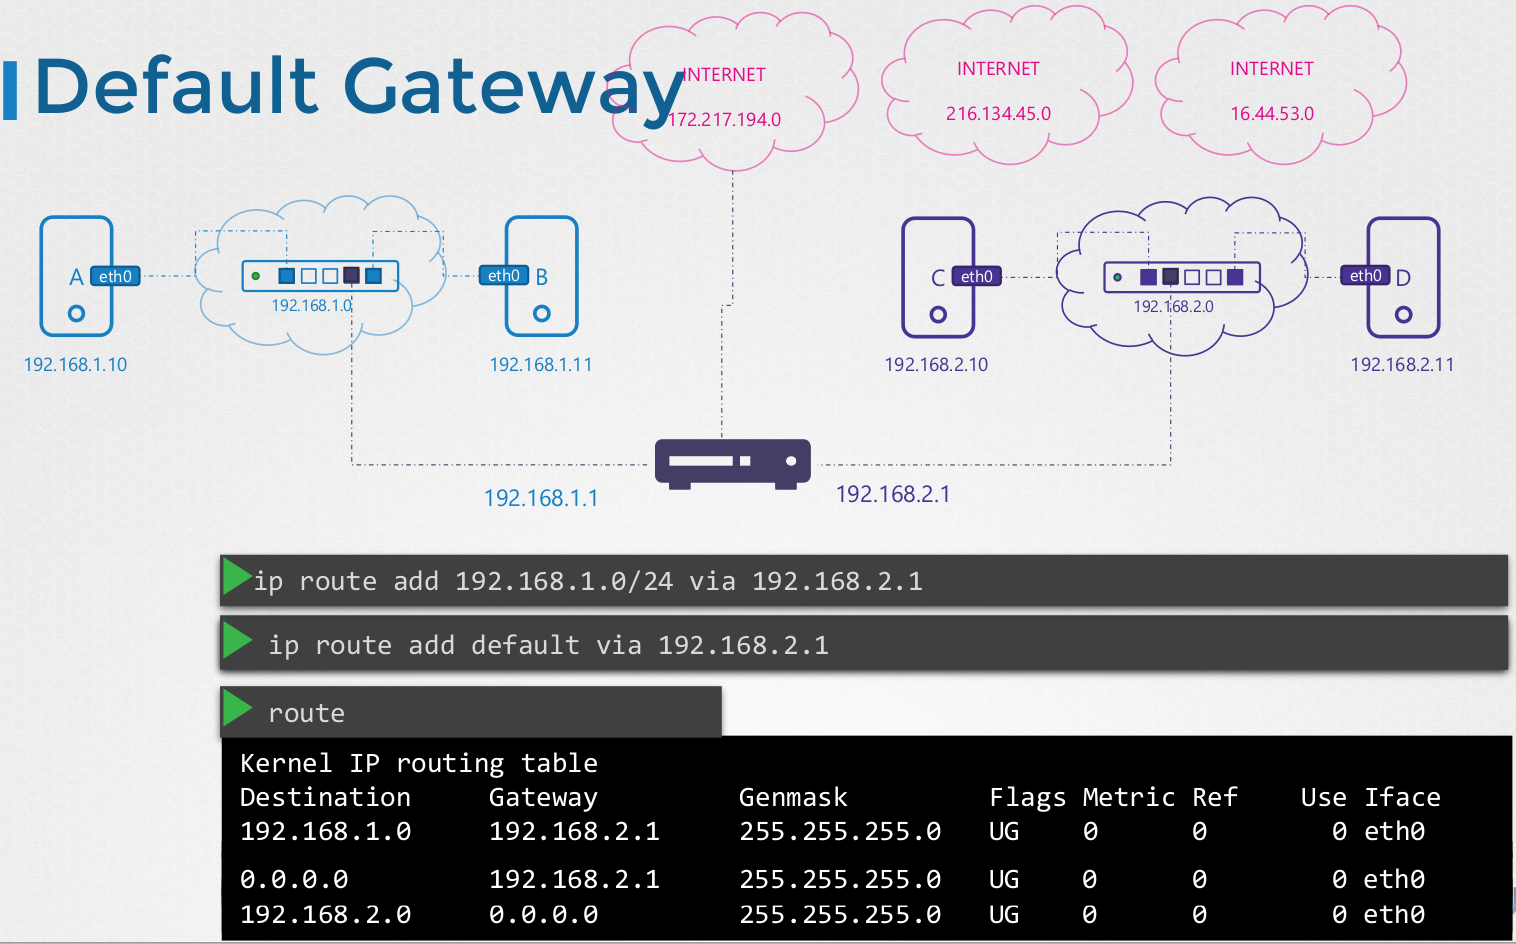 Default Gateway
INTERNET
172.217.194.0
INTERNET
216.134.45.0
INTERNET
16.44.53.0
A
eth0
192.168.1.0
eth0
B
192.168.1.10
192.168.1.11
C
eth0
192.168.2.0
eth0
D
192.168.2.10
192.168.2.11
192.168.1.1
192.168.2.1
ip route add 192.168.1.0/24 via 192.168.2.1
ip route add default via 192.168.2.1
route
Kernel IP routing table
Destination Gateway Genmask Flags Metric Ref Use Iface
192.168.1.0 192.168.2.1 255.255.255.0 UG 0 0 0 eth0
0.0.0.0 192.168.2.1 255.255.255.0 UG 0 0 0 eth0
192.168.2.0 0.0.0.0 255.255.255.0 UG 0 0 0 eth0